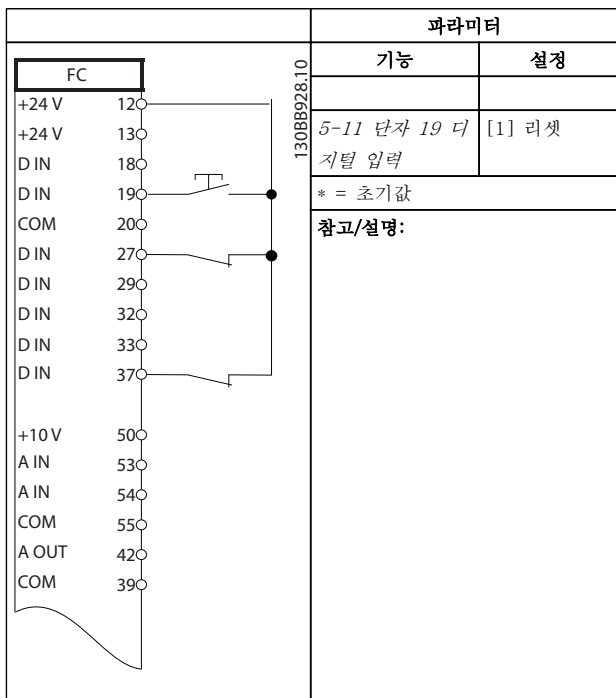 파라미터
기능 설정
5-11 단자 19 디
지털 입력
[1] 리셋
* = 초기값
참고/설명:
FC
+24 V 12
+24 V 13
D IN 18
D IN 19
COM 20
D IN 27
D IN 29
D IN 32
D IN 33
D IN 37
+10 V 50
A IN 53
A IN 54
COM 55
A OUT 42
COM 39
130BB928.10